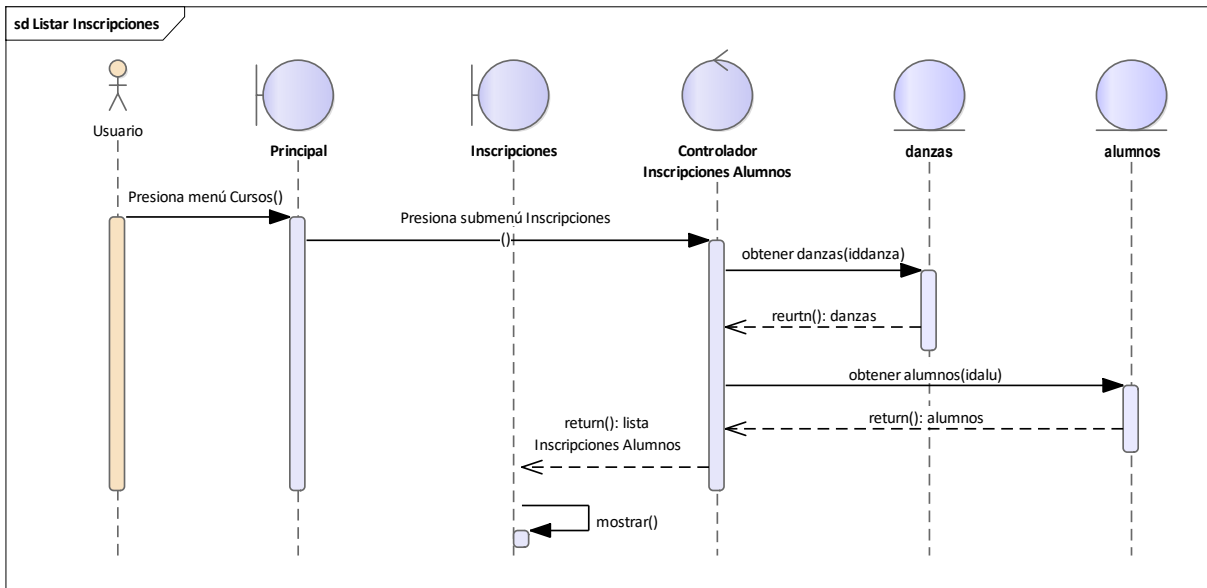 sd Listar Inscripciones
Usuario
Principal
Inscripciones
Controlador
Inscripciones Alumnos
danzas
alumnos
Presiona menú Cursos()
Presiona submenú Inscripciones
()
obtener danzas(iddanza)
reurtn(): danzas
obtener alumnos(idalu)
return(): alumnos
return(): lista
Inscripciones Alumnos
mostrar()